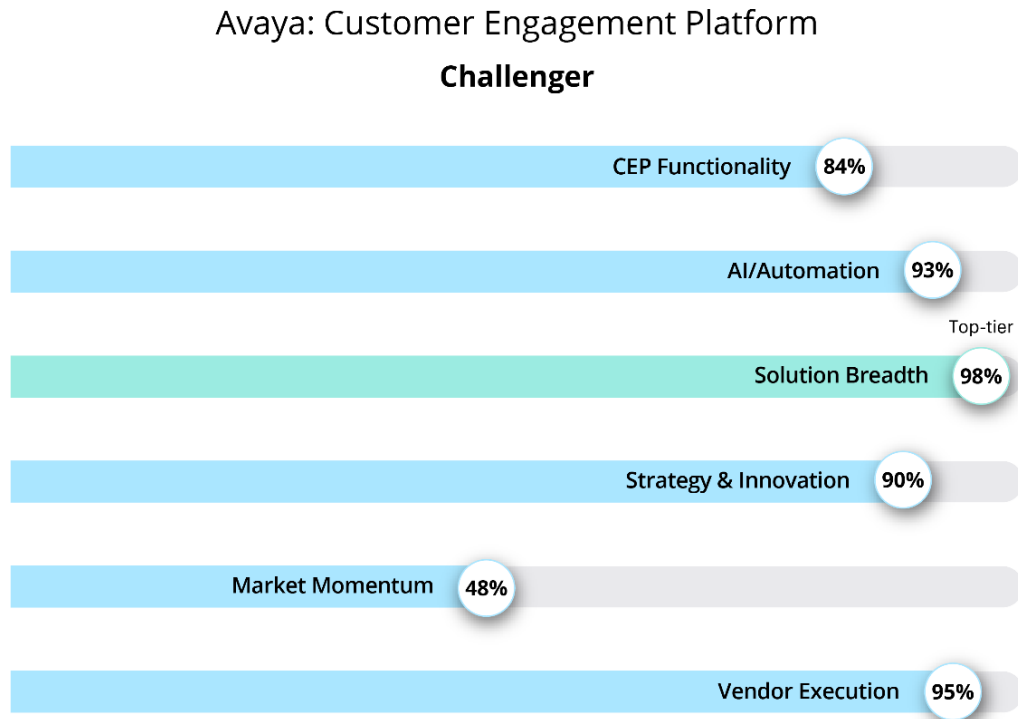 Avaya: Customer Engagement Platform
Challenger
CEP Functionality 84%
AI/Automation 93%
Top-tier
Solution Breadth 98%
Strategy & Innovation 90%
Market Momentum 48%
Vendor Execution 95%